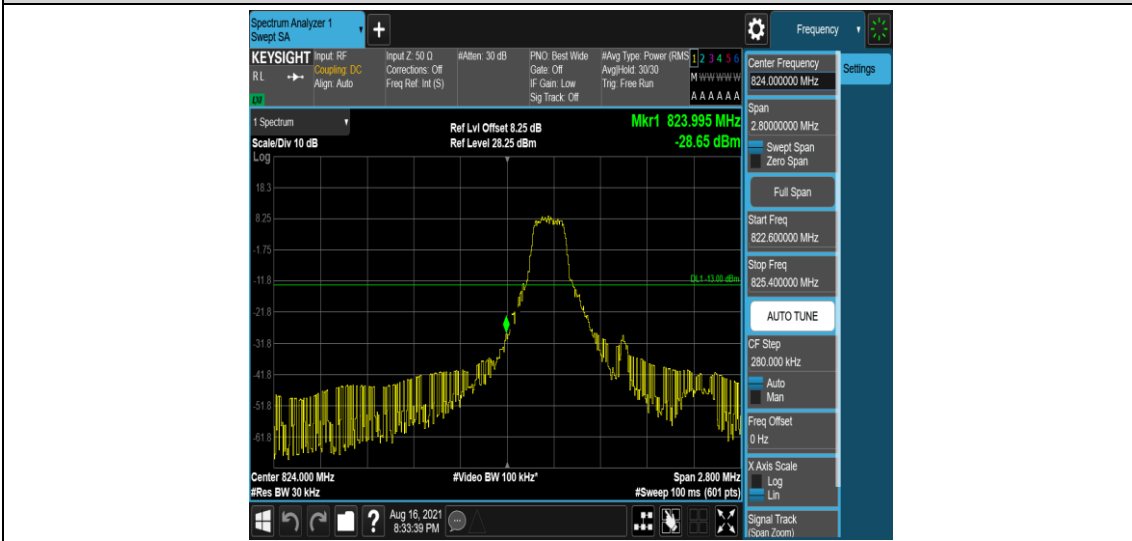 Spectrum Analyzer 1
Swept SA
+
Frequency
KEYSIGHT
RL
LXI
Input: RF
Coupling: DC
Align: Auto
Input Z: 50 Ω
Corrections: Off
Freq Ref: Int (S)
#Atten: 30 dB
PNO: Best Wide
Gate: Off
IF Gain: Low
Sig Track: Off
#Avg Type: Power (RMS
Avg|Hold: 30/30
Trig: Free Run
1 2 3 4 5 6
M W W W W W
A A A A A A
1 Spectrum
Scale/Div 10 dB
Log
Ref Lvl Offset 8.25 dB
Ref Level 28.25 dBm
Mkr1 823.995 MHz
-28.65 dBm
18.3
8.25
-1.75
-11.8
-21.8
-31.8
-41.8
-51.8
-61.8
DL1 -13.00 dBm
1
Center 824.000 MHz
#Res BW 30 kHz
#Video BW 100 kHz*
Span 2.800 MHz
#Sweep 100 ms (601 pts)
Center Frequency
824.000000 MHz
Settings
Span
2.80000000 MHz
Swept Span
Zero Span
Full Span
Start Freq
822.600000 MHz
Stop Freq
825.400000 MHz
AUTO TUNE
CF Step
280.000 kHz
Auto
Man
Freq Offset
0 Hz
X Axis Scale
Log
Lin
Signal Track
(Span Zoom)
?
Aug 16, 2021
8:33:39 PM